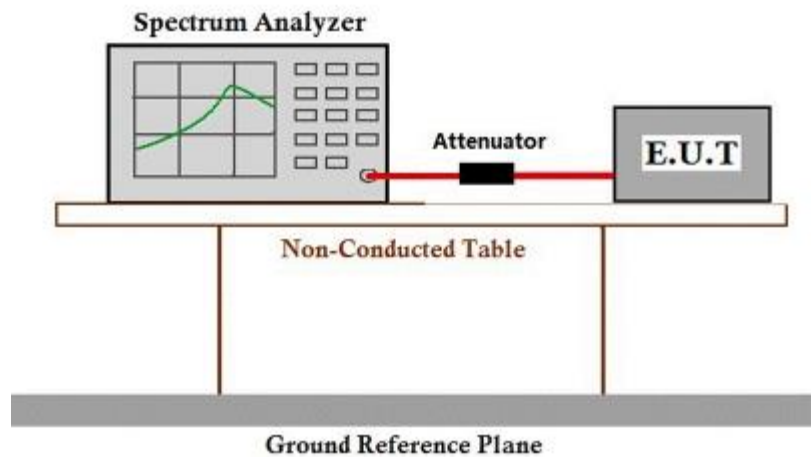 Spectrum Analyzer
Attenuator
E.U.T
Non-Conducted Table
Ground Reference Plane